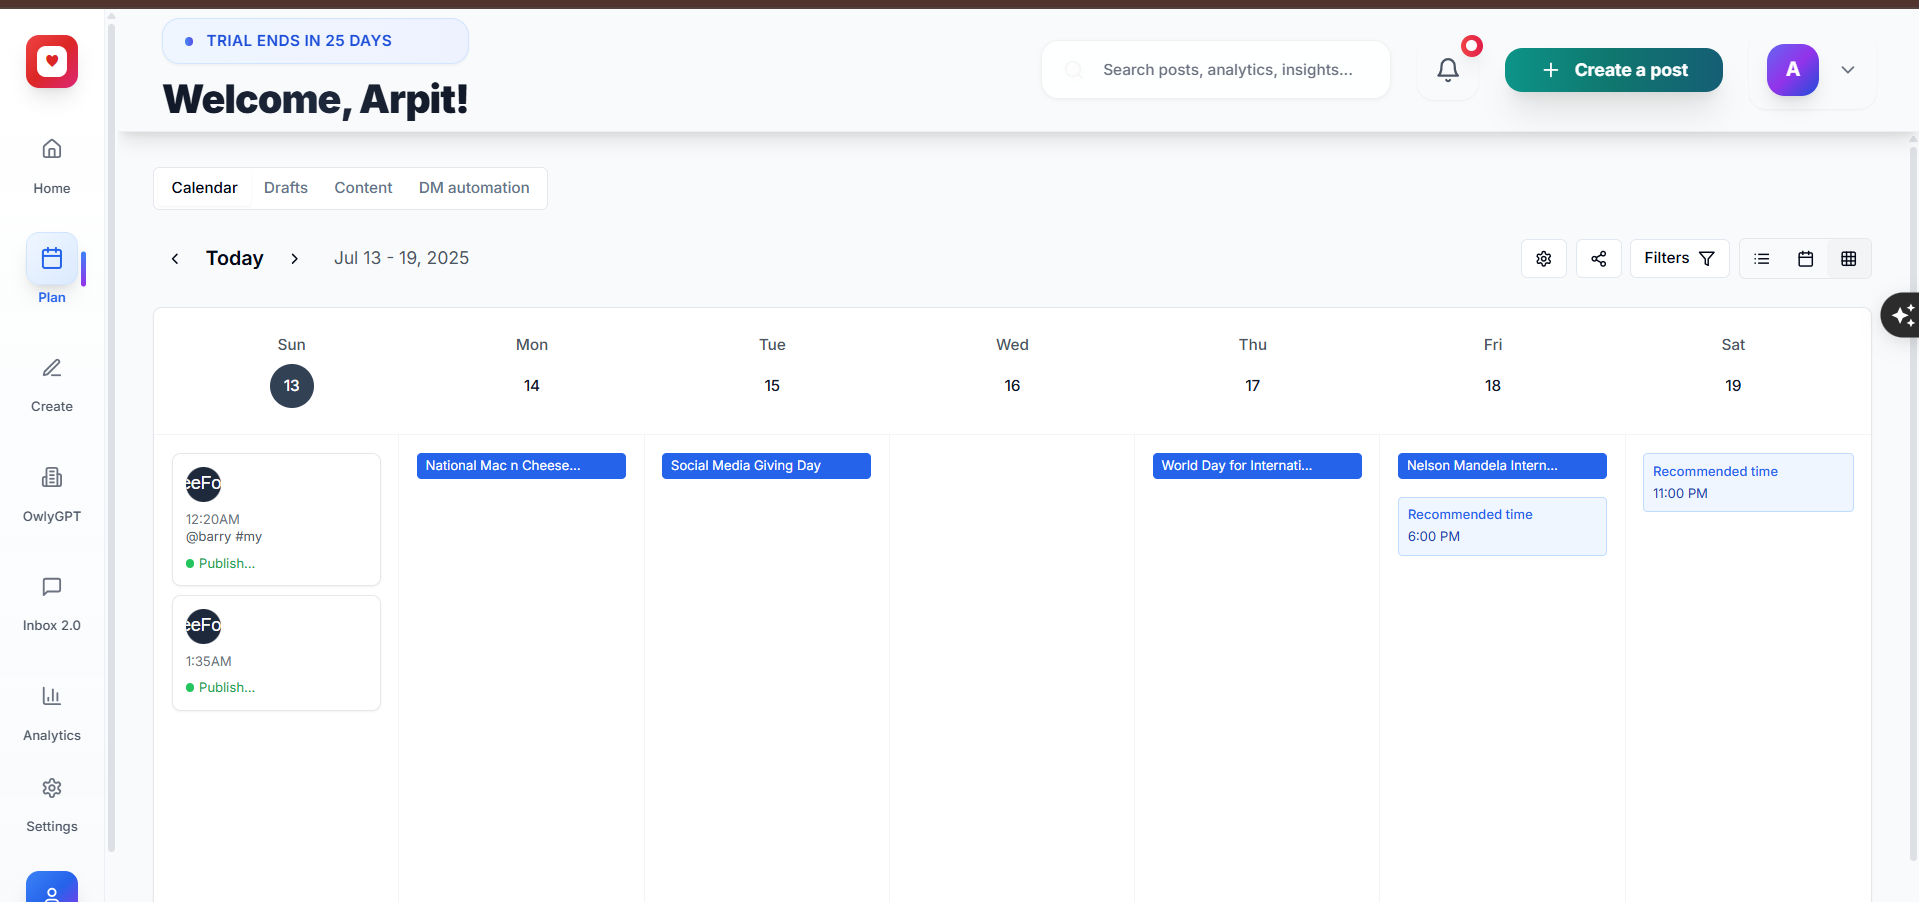 TRIAL ENDS IN 25 DAYS
Welcome, Arpit!
Search posts, analytics, insights...
Create a post
A
Home
Plan
Create
OwlyGPT
Inbox 2.0
Analytics
Settings
Calendar Drafts Content DM automation
Today Jul 13 - 19, 2025
Filters
Sun Mon Tue Wed Thu Fri Sat
13 14 15 16 17 18 19
eeFo
12:20AM
@barry #my
Publish...
eeFo
1:35AM
Publish...
National Mac n Cheese...
Social Media Giving Day
World Day for Internati...
Nelson Mandela Intern...
Recommended time
6:00 PM
Recommended time
11:00 PM